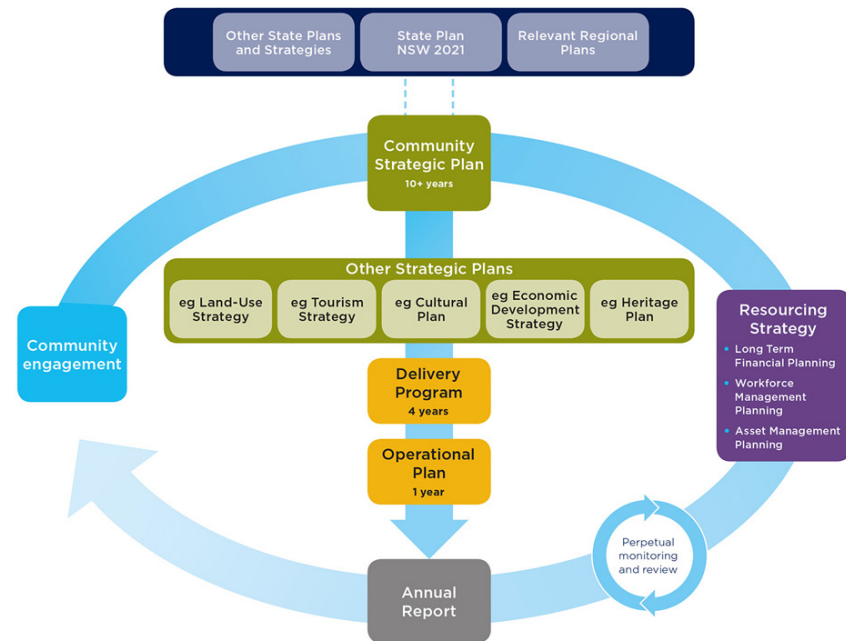 Other State Plans
and Strategies
State Plan
NSW 2021
Relevant Regional
Plans
Community
Strategic Plan
10+ years
Other Strategic Plans
eg Land-Use
Strategy
eg Tourism
Strategy
eg Cultural
Plan
eg Economic
Development
Strategy
eg Heritage
Plan
Community
engagement
Resourcing
Strategy
• Long Term
Financial Planning
• Workforce
Management
Planning
• Asset Management
Planning
Delivery
Program
4 years
Operational
Plan
1 year
Perpetual
monitoring
and review
Annual
Report